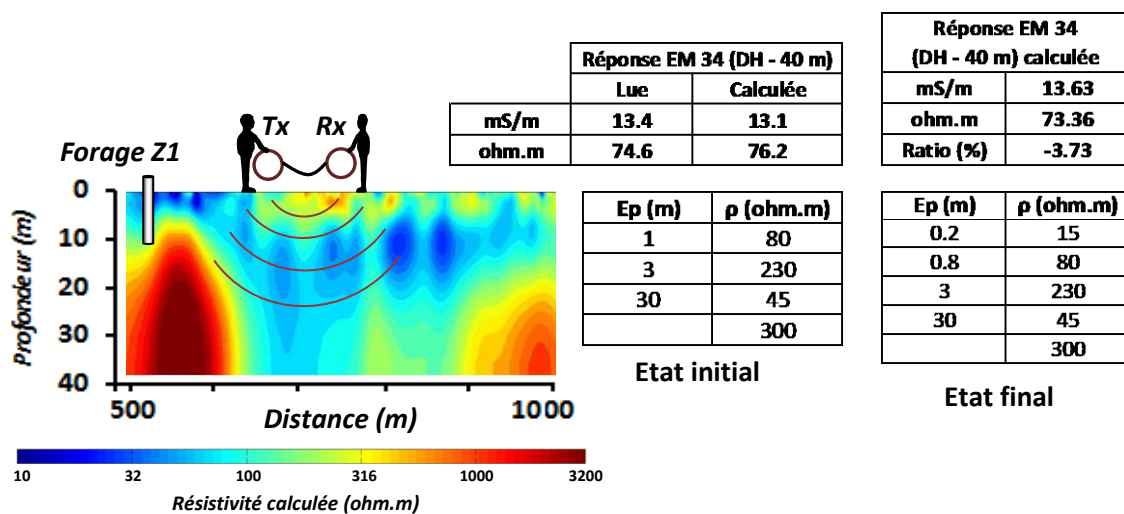 Réponse EM 34 (DH - 40 m)
Lue Calculée
mS/m 13.4 13.1
ohm.m 74.6 76.2
Réponse EM 34
(DH - 40 m) calculée
mS/m 13.63
ohm.m 73.36
Ratio (%) -3.73
Tx Rx
Forage Z1
0
10
20
30
40
Profondeur (m)
500 1000
Distance (m)
Ep (m) ρ (ohm.m)
1 80
3 230
30 45
300
Etat initial
Ep (m) ρ (ohm.m)
0.2 15
0.8 80
3 230
30 45
300
Etat final
10 32 100 316 1000 3200
Résistivité calculée (ohm.m)